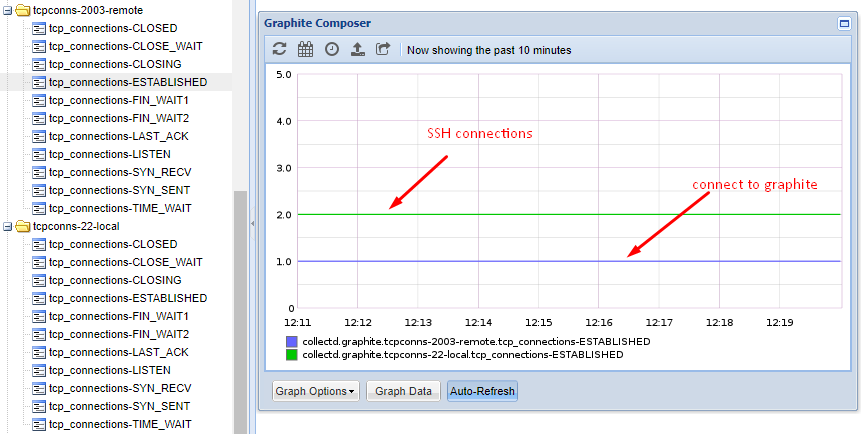 tcpconns-2003-remote
tcp_connections-CLOSED
tcp_connections-CLOSE_WAIT
tcp_connections-CLOSING
tcp_connections-ESTABLISHED
tcp_connections-FIN_WAIT1
tcp_connections-FIN_WAIT2
tcp_connections-LAST_ACK
tcp_connections-LISTEN
tcp_connections-SYN_RECV
tcp_connections-SYN_SENT
tcp_connections-TIME_WAIT
tcpconns-22-local
tcp_connections-CLOSED
tcp_connections-CLOSE_WAIT
tcp_connections-CLOSING
tcp_connections-ESTABLISHED
tcp_connections-FIN_WAIT1
tcp_connections-FIN_WAIT2
tcp_connections-LAST_ACK
tcp_connections-LISTEN
tcp_connections-SYN_RECV
tcp_connections-SYN_SENT
tcp_connections-TIME_WAIT
Graphite Composer
Now showing the past 10 minutes
5.0
4.0
SSH connections
3.0
connect to graphite
2.0
1.0
0
12:11 12:12 12:13 12:14 12:15 12:16 12:17 12:18 12:19
collectd.graphite.tcpconns-2003-remote.tcp_connections-ESTABLISHED
collectd.graphite.tcpconns-22-local.tcp_connections-ESTABLISHED
Graph Options Graph Data Auto-Refresh